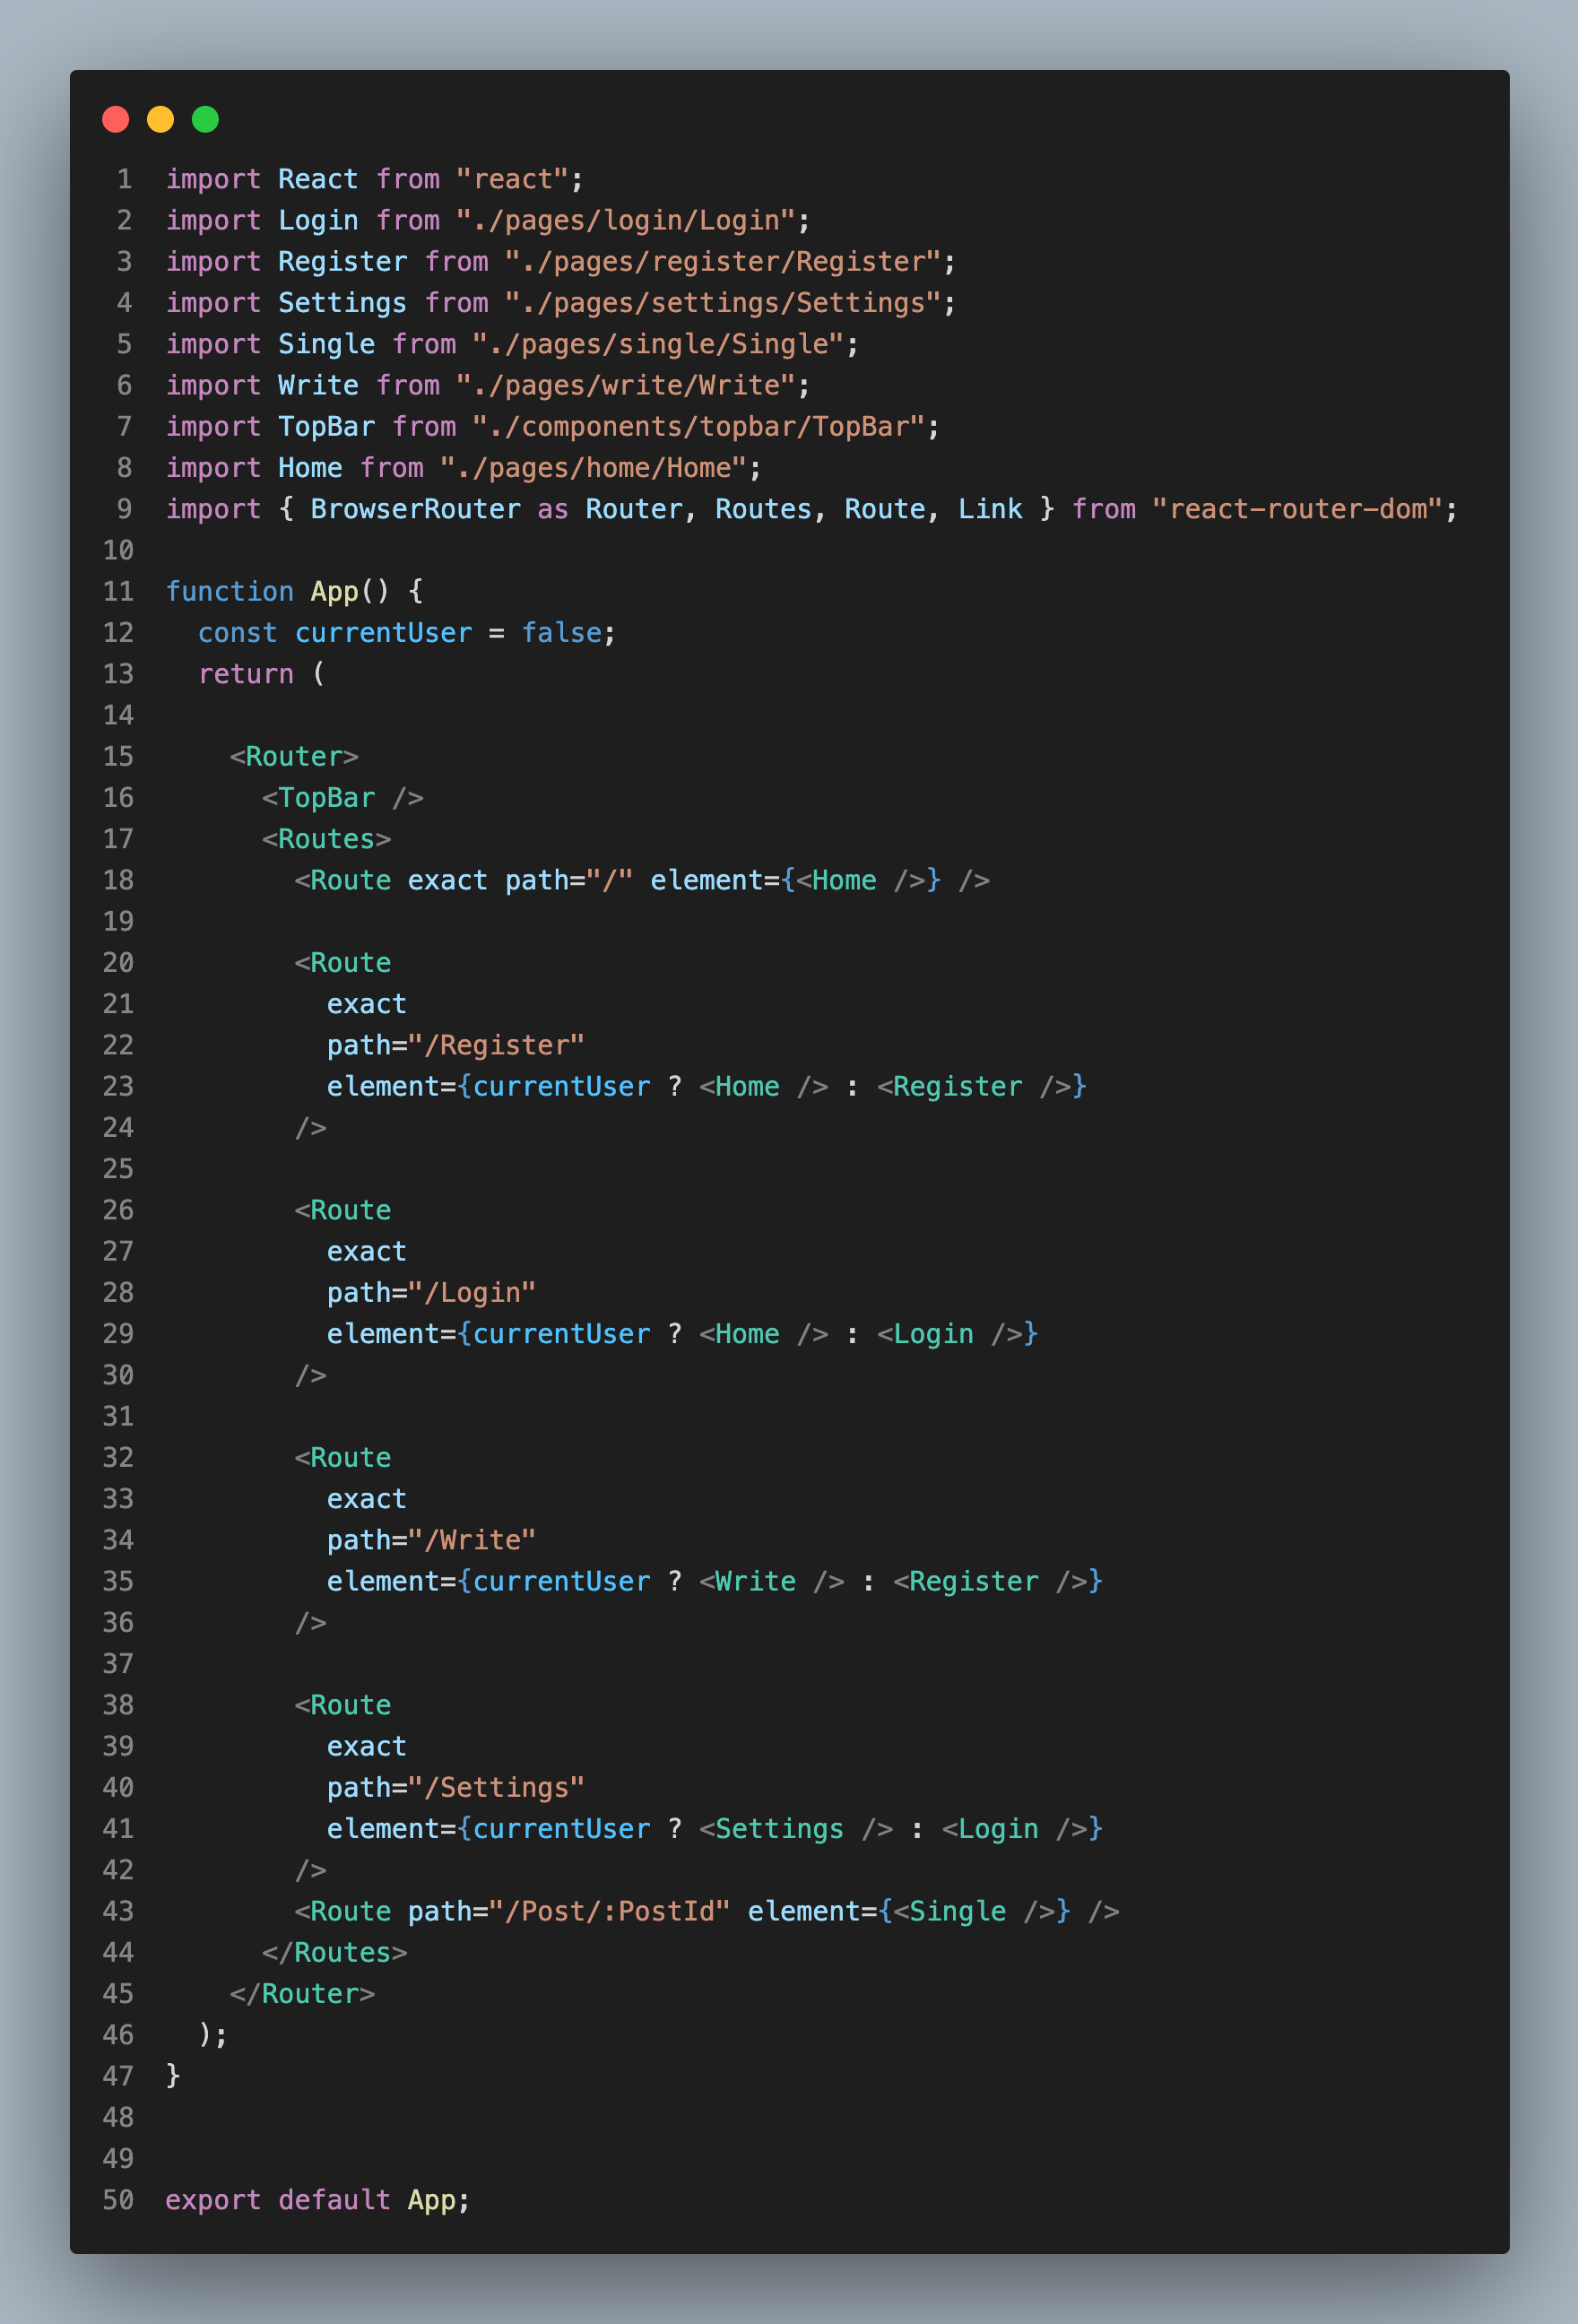 1 import React from "react";
2 import Login from "./pages/login/Login";
3 import Register from "./pages/register/Register";
4 import Settings from "./pages/settings/Settings";
5 import Single from "./pages/single/Single";
6 import Write from "./pages/write/Write";
7 import TopBar from "./components/topbar/TopBar";
8 import Home from "./pages/home/Home";
9 import { BrowserRouter as Router, Routes, Route, Link } from "react-router-dom";
10
11 function App() {
12   const currentUser = false;
13   return (
14
15     <Router>
16       <TopBar />
17       <Routes>
18         <Route exact path="/" element={<Home />} />
19
20         <Route
21           exact
22           path="/Register"
23           element={currentUser ? <Home /> : <Register />}
24         />
25
26         <Route
27           exact
28           path="/Login"
29           element={currentUser ? <Home /> : <Login />}
30         />
31
32         <Route
33           exact
34           path="/Write"
35           element={currentUser ? <Write /> : <Register />}
36         />
37
38         <Route
39           exact
40           path="/Settings"
41           element={currentUser ? <Settings /> : <Login />}
42         />
43         <Route path="/Post/:PostId" element={<Single />} />
44       </Routes>
45     </Router>
46   );
47 }
48
49
50 export default App;